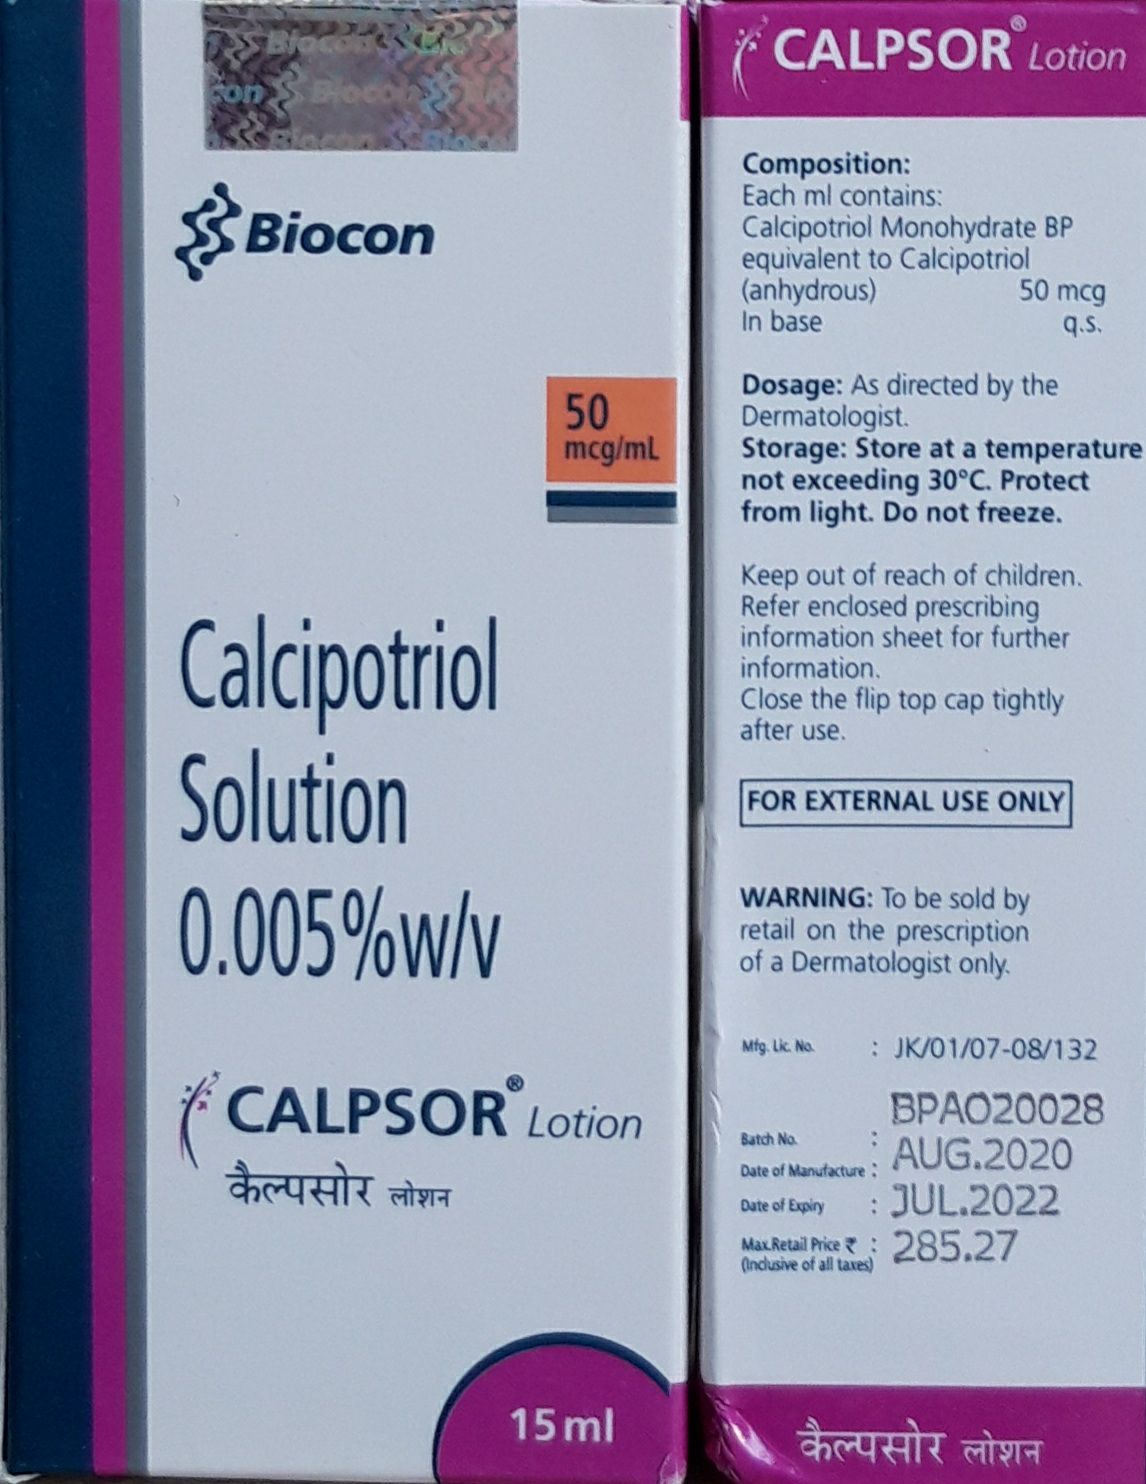 Biocon
50
mcg/mL
Calcipotriol
Solution
0.005%w/v
CALPSOR® Lotion
कैल्पसोर लोशन
15 ml
CALPSOR® Lotion
Composition:
Each ml contains:
Calcipotriol Monohydrate BP
equivalent to Calcipotriol
(anhydrous) 50 mcg
In base q.s.
Dosage: As directed by the
Dermatologist.
Storage: Store at a temperature
not exceeding 30°C. Protect
from light. Do not freeze.
Keep out of reach of children.
Refer enclosed prescribing
information sheet for further
information.
Close the flip top cap tightly
after use.
FOR EXTERNAL USE ONLY
WARNING: To be sold by
retail on the prescription
of a Dermatologist only.
Mfg. Lic. No. : JK/01/07-08/132
Batch No. : BPAO20028
Date of Manufacture : AUG.2020
Date of Expiry : JUL.2022
Max.Retail Price ₹ : 285.27
(Inclusive of all taxes)
कैल्पसोर लोशन